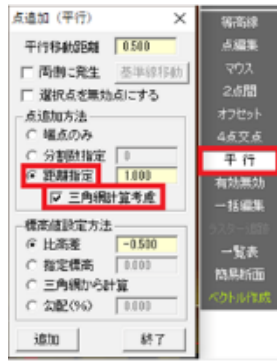 点追加（平行）
平行移動距離 0.500
両側に発生 基準線移動
選択点を無効点にする
点追加方法
端点のみ
分割数指定 0
距離指定 1.000
三角網計算考慮
標高値設定方法
比高差 -0.500
指定標高 0.000
三角網から計算
勾配(%) 0.000
追加 終了
等高線
点編集
マウス
2点間
オフセット
4点交点
平行
有効無効
一括編集
一覧表
簡易断面
ベクトル作成